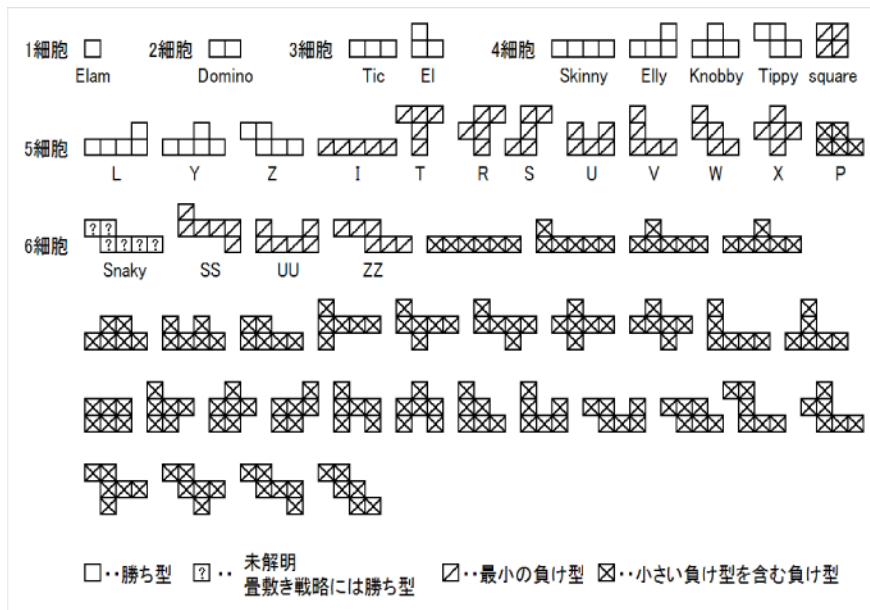 1細胞 2細胞 3細胞 4細胞
Elam Domino Tic El Skinny Elly Knobby Tippy square
5細胞
L Y Z I T R S U V W X P
6細胞 ? ? ? ? ? ?
Snaky SS UU ZZ
□‥勝ち型 ?‥ 未解明 ‥最小の負け型 ‥小さい負け型を含む負け型
畳敷き戦略には勝ち型